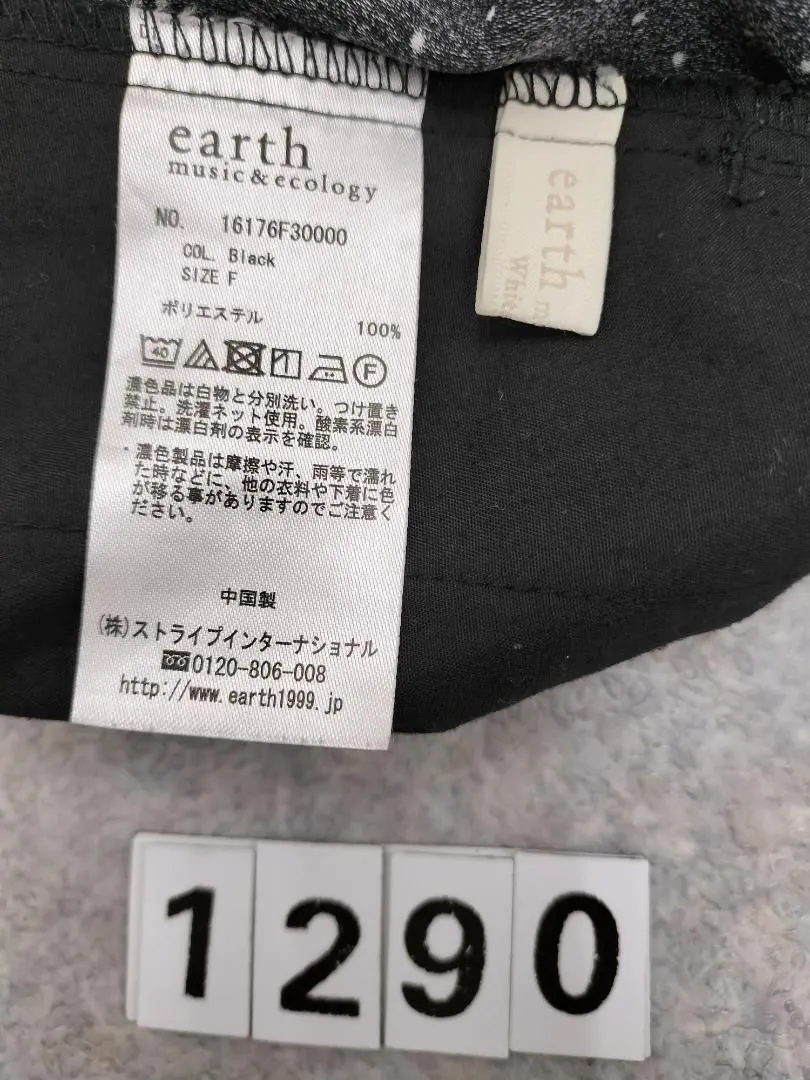 earth
music&ecology
NO. 16176F30000
COL. Black
SIZE F
ポリエステル 100%
40 F
濃色品は白物と分別洗い。つけ置き
禁止。洗濯ネット使用。酸素系漂白
剤時は漂白剤の表示を確認。
・濃色製品は摩擦や汗、雨等で濡れ
た時などに、他の衣料や下着に色
が移る事がありますのでご注意く
ださい。
中国製
(株)ストライプインターナショナル
0120-806-008
http://www.earth1999.jp
earth m
Whit
1290